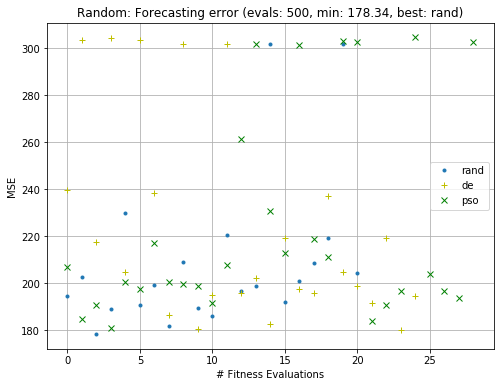 Random: Forecasting error (evals: 500, min: 178.34, best: rand)
300
280
260
240
220
200
180
MSE
rand
de
pso
0
5
10
15
20
25
# Fitness Evaluations